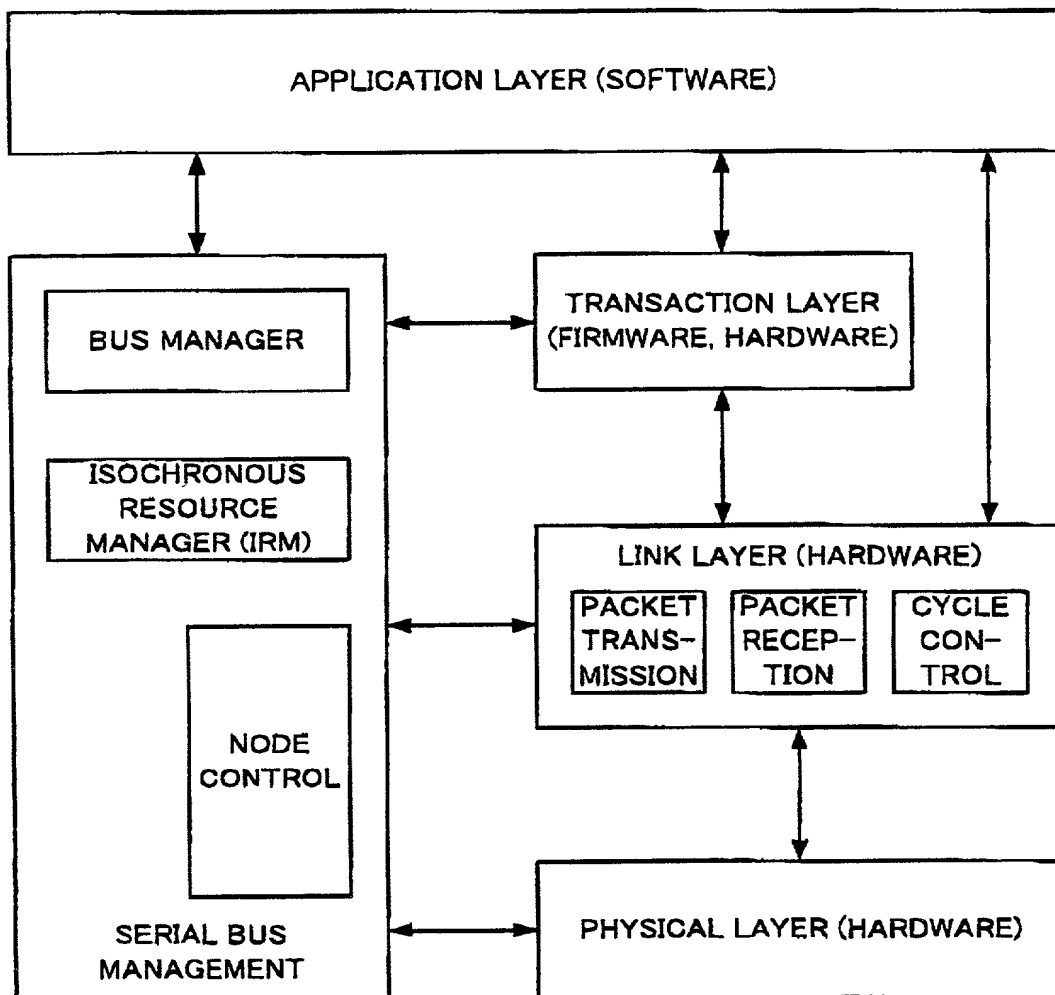 APPLICATION LAYER (SOFTWARE)
BUS MANAGER
TRANSACTION LAYER
(FIRMWARE, HARDWARE)
ISOCHRONOUS
RESOURCE
MANAGER (IRM)
LINK LAYER (HARDWARE)
PACKET
TRANS-
MISSION
PACKET
RECEP-
TION
CYCLE
CON-
TROL
NODE
CONTROL
SERIAL BUS
MANAGEMENT
PHYSICAL LAYER (HARDWARE)